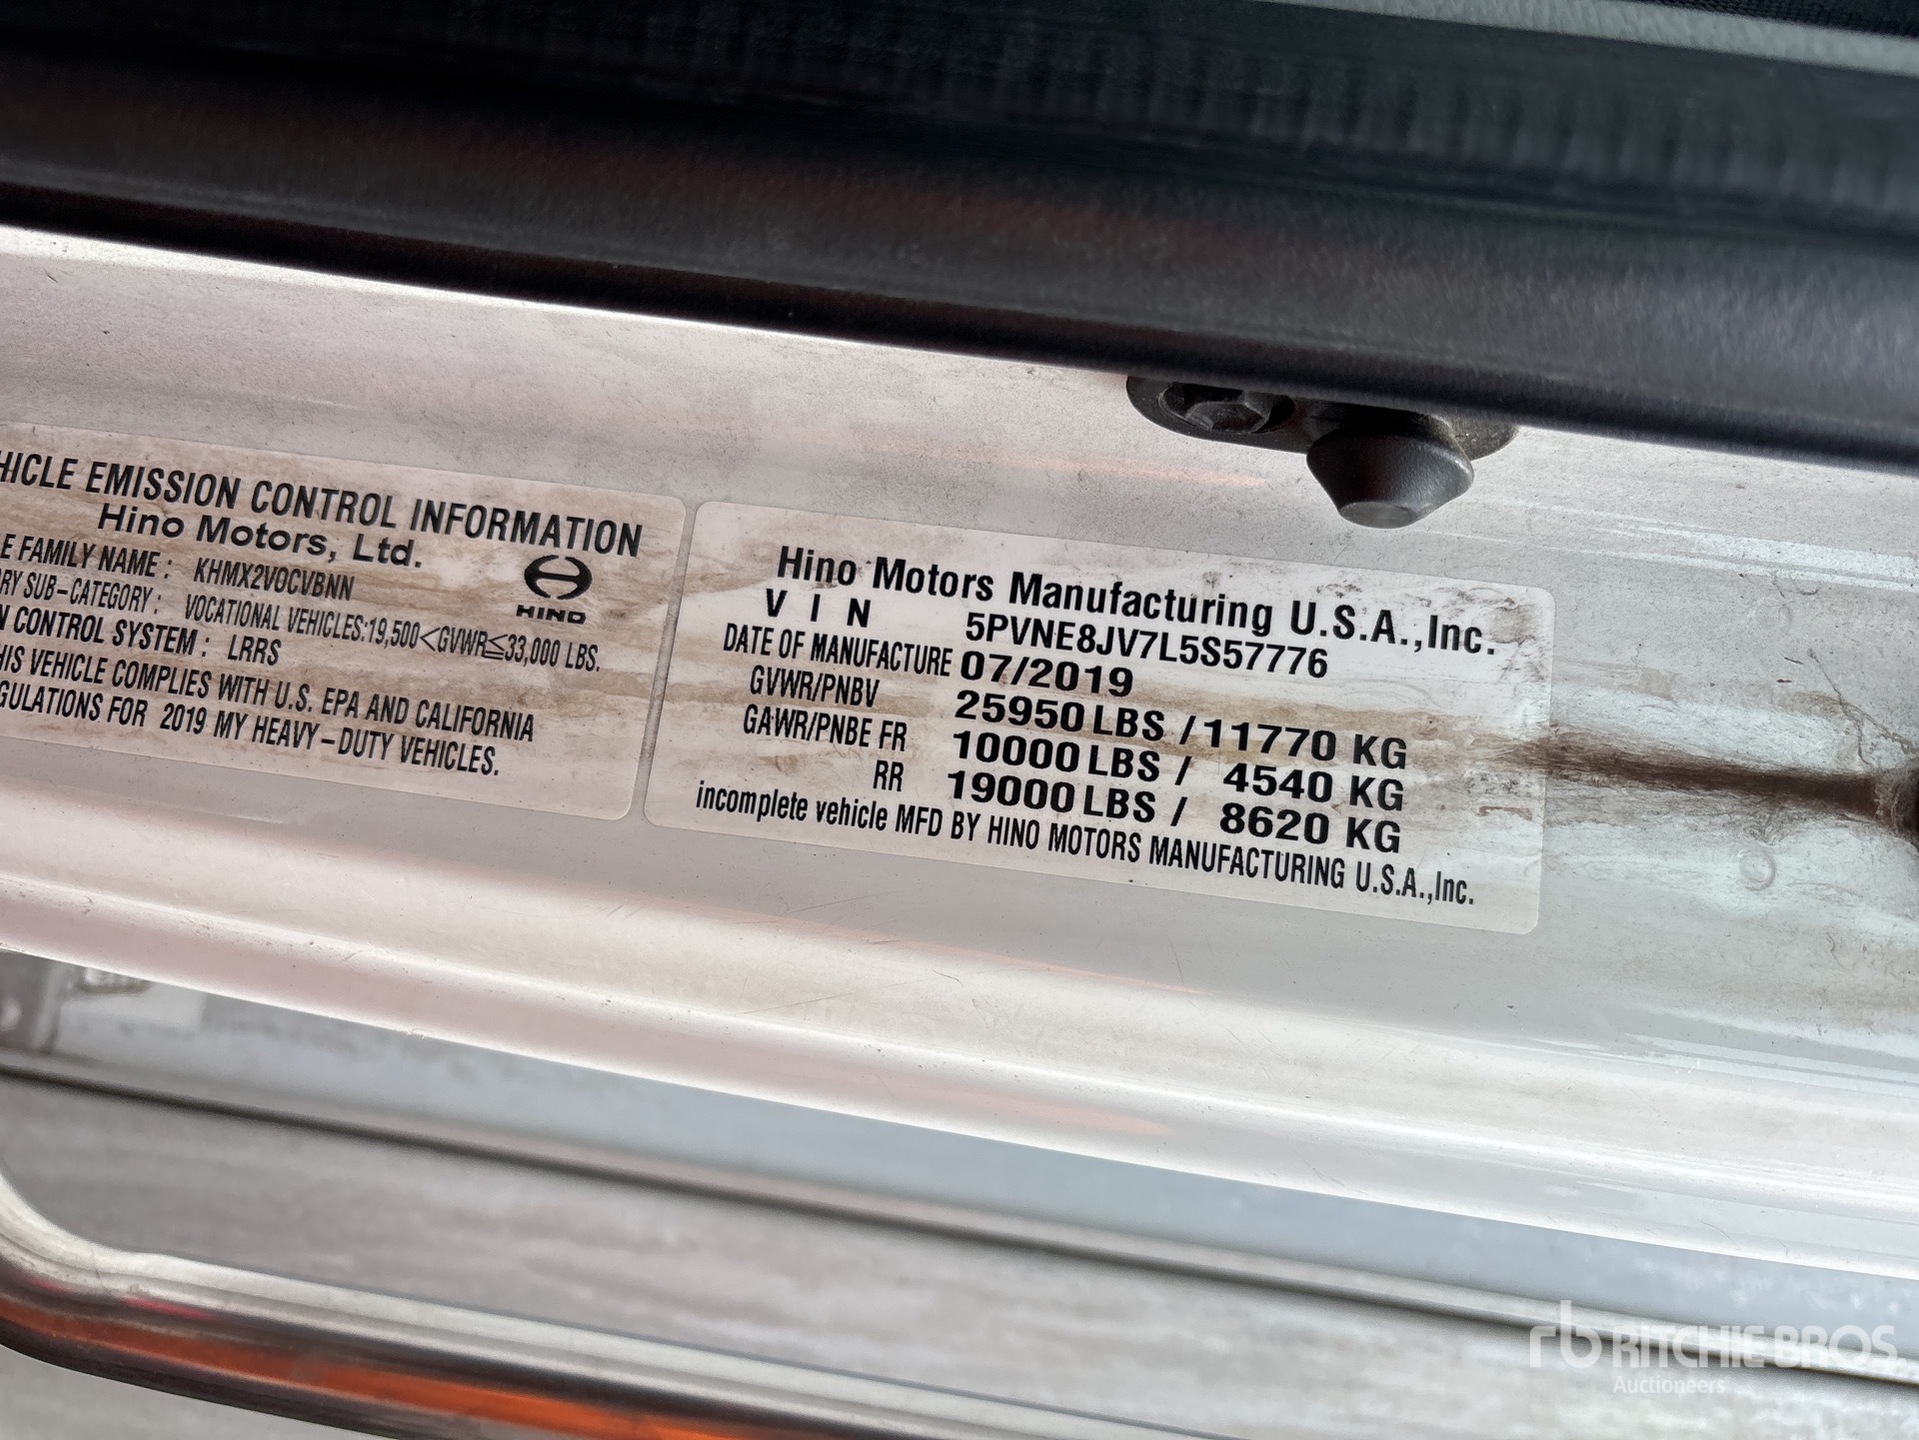 HICLE EMISSION CONTROL INFORMATION
Hino Motors, Ltd.
E FAMILY NAME : KHMX2VOCVBNN
RY SUB-CATEGORY : VOCATIONAL VEHICLES:19,500<GVWR≦33,000 LBS.
N CONTROL SYSTEM : LRRS
HIS VEHICLE COMPLIES WITH U.S. EPA AND CALIFORNIA
GULATIONS FOR 2019 MY HEAVY-DUTY VEHICLES.
HINO
Hino Motors Manufacturing U.S.A.,Inc.
V I N 5PVNE8JV7L5S57776
DATE OF MANUFACTURE 07/2019
GVWR/PNBV 25950 LBS / 11770 KG
GAWR/PNBE FR 10000 LBS / 4540 KG
RR 19000 LBS / 8620 KG
incomplete vehicle MFD BY HINO MOTORS MANUFACTURING U.S.A.,Inc.
rb RITCHIE BROS
Auctioneers